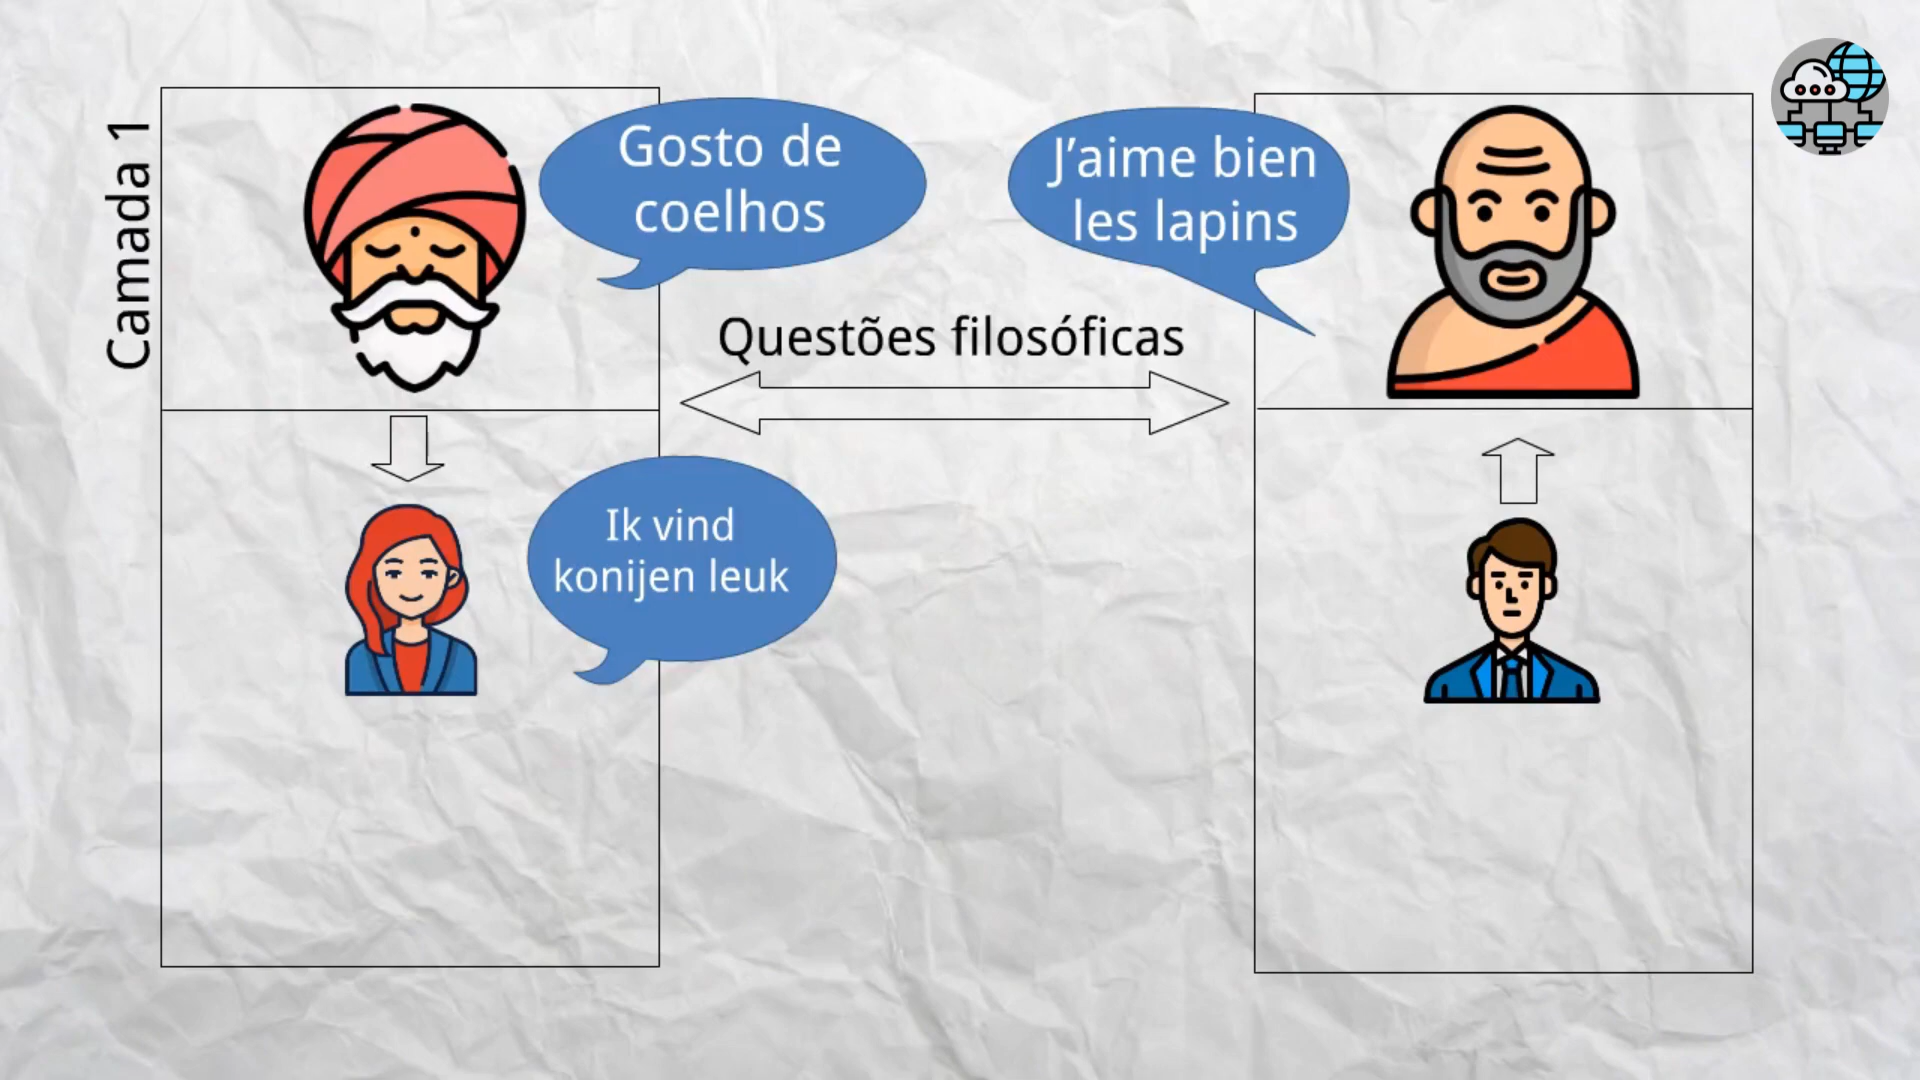 Camada 1
Gosto de
coelhos
J’aime bien
les lapins
Questões filosóficas
Ik vind
konijen leuk